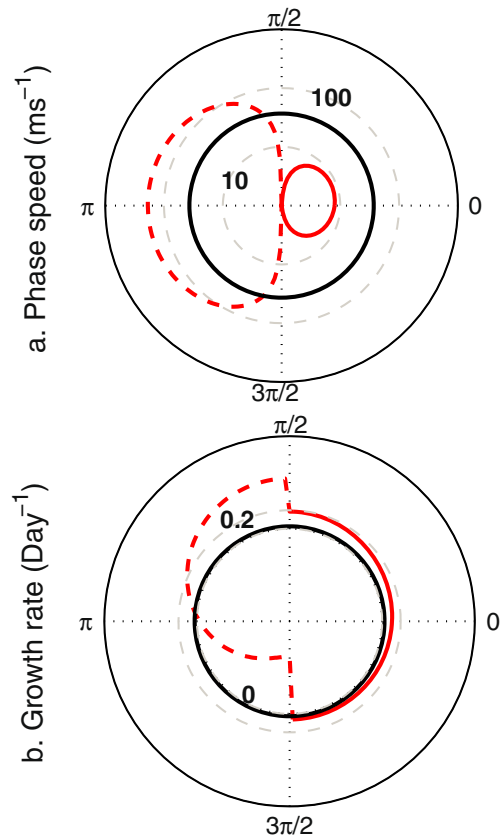 a. Phase speed (ms⁻¹)
π/2
100
10
π
0
3π/2
b. Growth rate (Day⁻¹)
π/2
0.2
π
0
0
3π/2